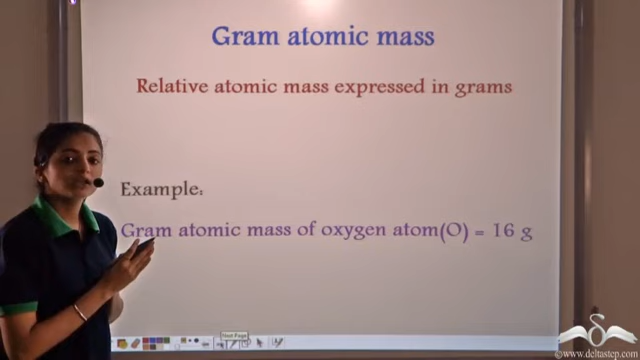 Gram atomic mass
Relative atomic mass expressed in grams
Example:
Gram atomic mass of oxygen atom(O) = 16 g
Next Page
©www.deltastep.com